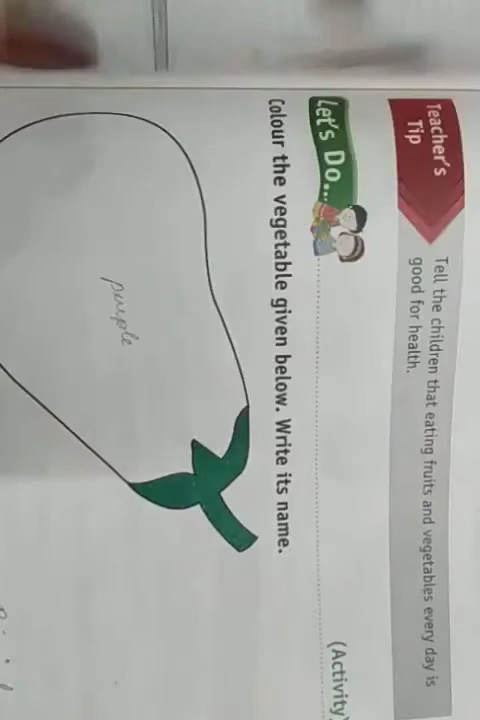 Teacher's
Tip
Tell the children that eating fruits and vegetables every day is
good for health.
Let's Do...
(Activity)
Colour the vegetable given below. Write its name.
purple